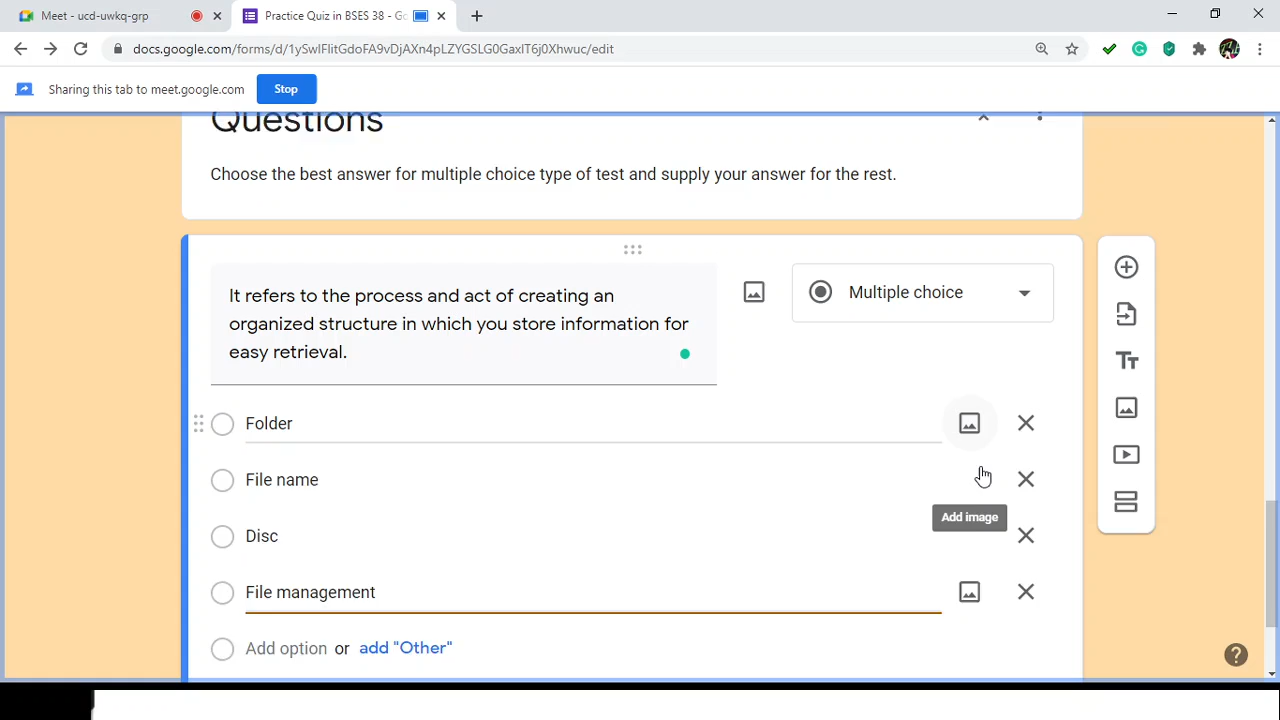 Meet - ucd-uwkq-grp
Practice Quiz in BSES 38 - Go
docs.google.com/forms/d/1ySwIFlitGdoFA9vDjAXn4pLZYGSLG0GaxIT6j0Xhwuc/edit
Sharing this tab to meet.google.com
Stop
Questions
Choose the best answer for multiple choice type of test and supply your answer for the rest.
It refers to the process and act of creating an
organized structure in which you store information for
easy retrieval.
Multiple choice
Folder
File name
Add image
Disc
File management
Add option or add "Other"